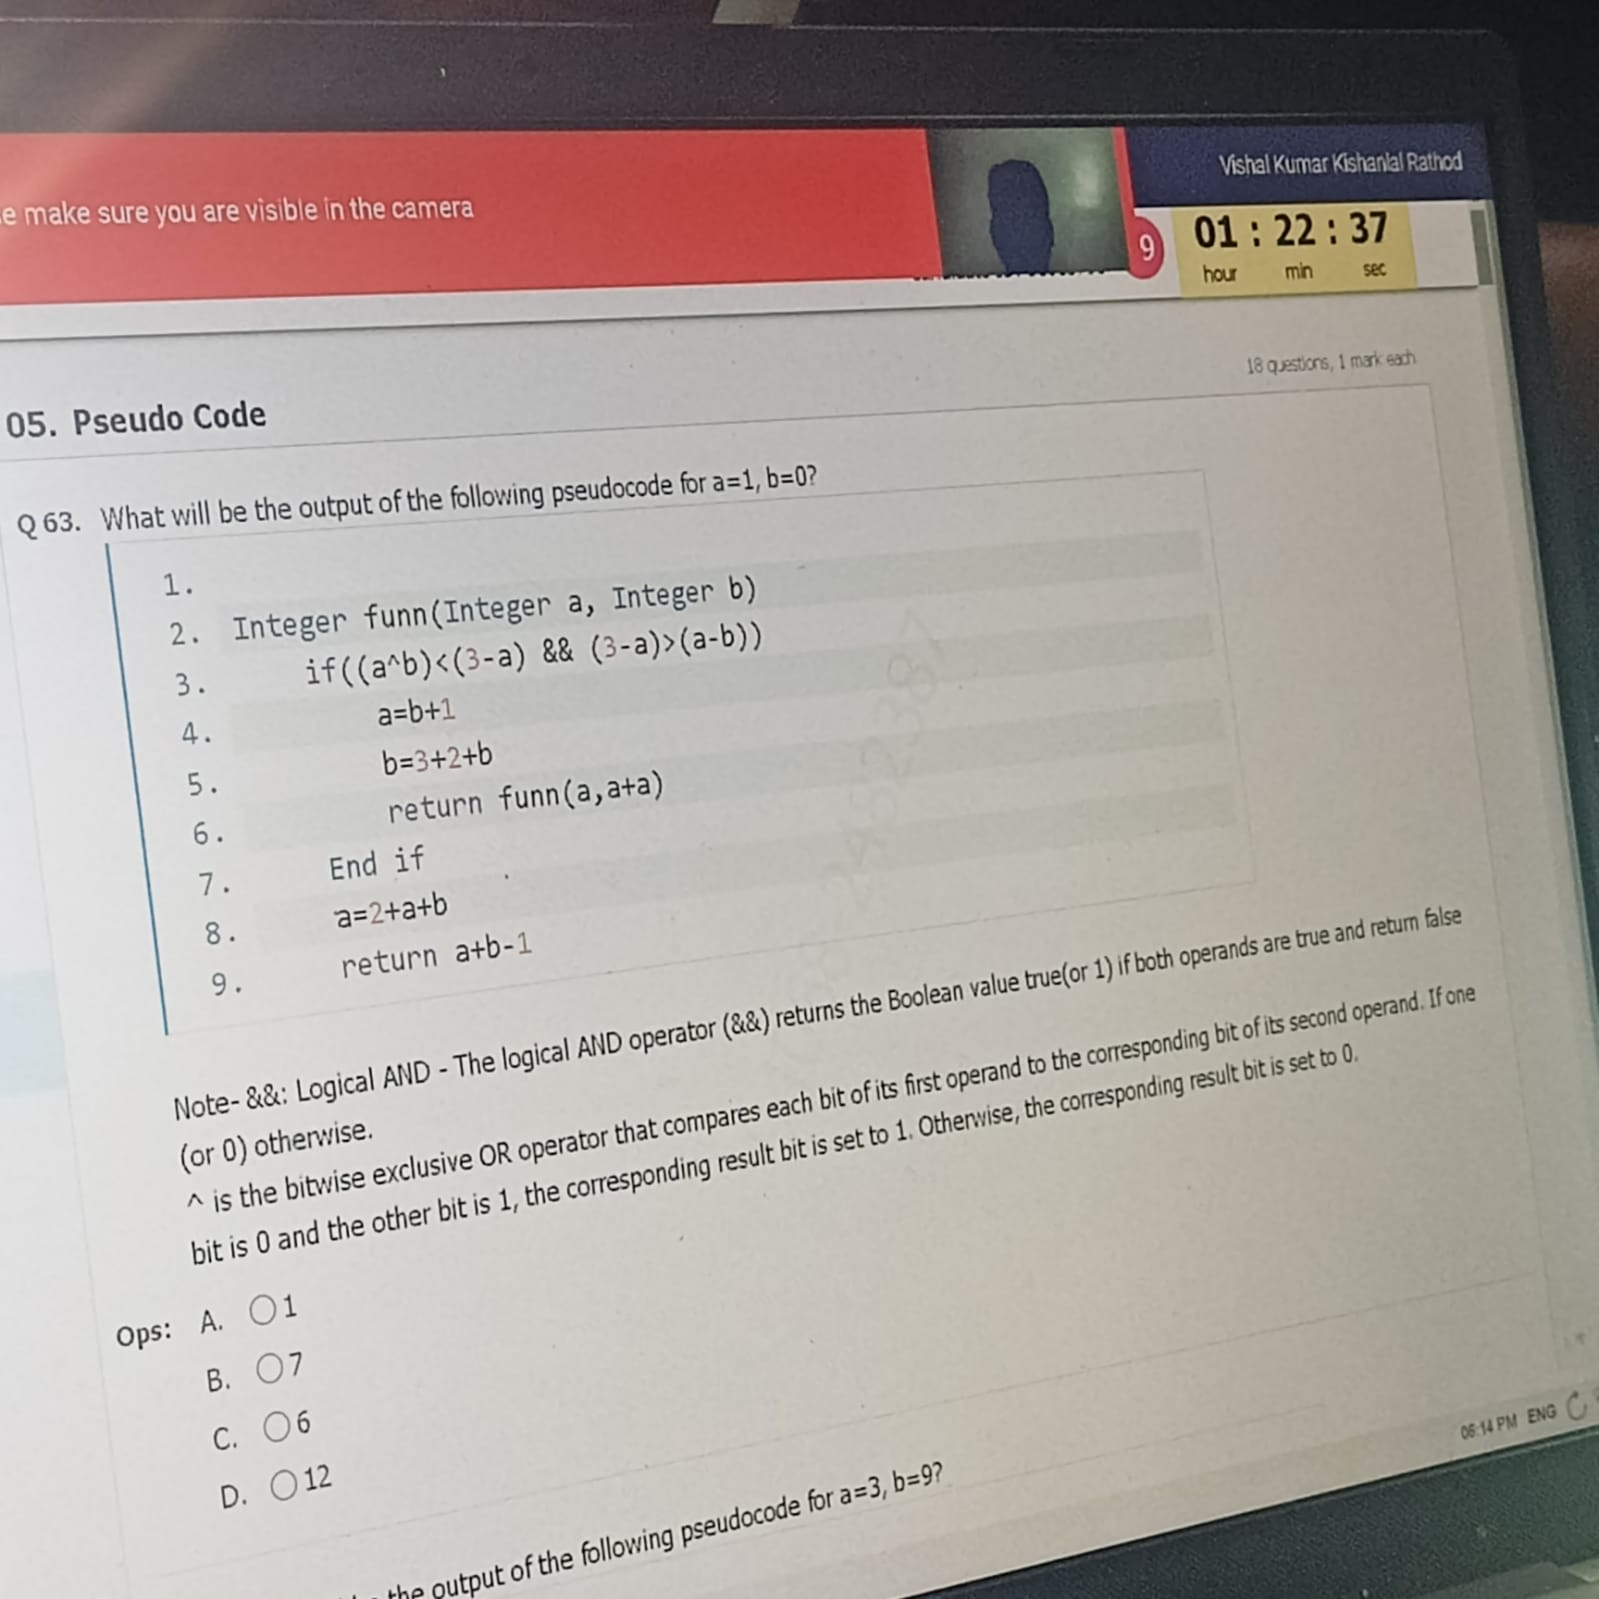 e make sure you are visible in the camera
Vishal Kumar Kishanlal Rathod
9
01 : 22 : 37
hour min sec
18 questions, 1 mark each
05. Pseudo Code
Q 63. What will be the output of the following pseudocode for a=1, b=0?
1.
2. Integer funn(Integer a, Integer b)
3. if((a^b)<(3-a) && (3-a)>(a-b))
4. a=b+1
5. b=3+2+b
6. return funn(a,a+a)
7. End if
8. a=2+a+b
9. return a+b-1
Note- &&: Logical AND - The logical AND operator (&&) returns the Boolean value true(or 1) if both operands are true and return false
(or 0) otherwise.
^ is the bitwise exclusive OR operator that compares each bit of its first operand to the corresponding bit of its second operand. If one
bit is 0 and the other bit is 1, the corresponding result bit is set to 1. Otherwise, the corresponding result bit is set to 0.
Ops: A. 1
B. 7
C. 6
D. 12
the output of the following pseudocode for a=3, b=9?
06:14 PM ENG